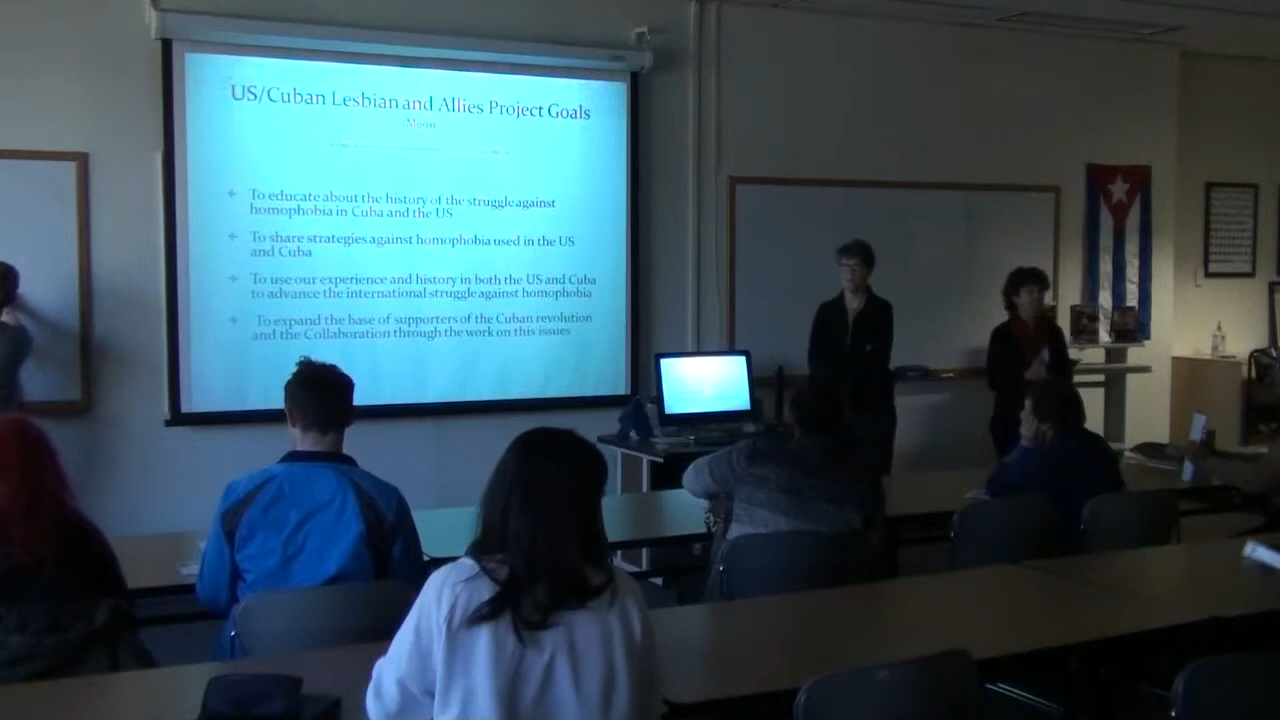 US/Cuban Lesbian and Allies Project Goals
Moon
To educate about the history of the struggle against
homophobia in Cuba and the US
To share strategies against homophobia used in the US
and Cuba
To use our experience and history in both the US and Cuba
to advance the international struggle against homophobia
To expand the base of supporters of the Cuban revolution
and the Collaboration through the work on this issues